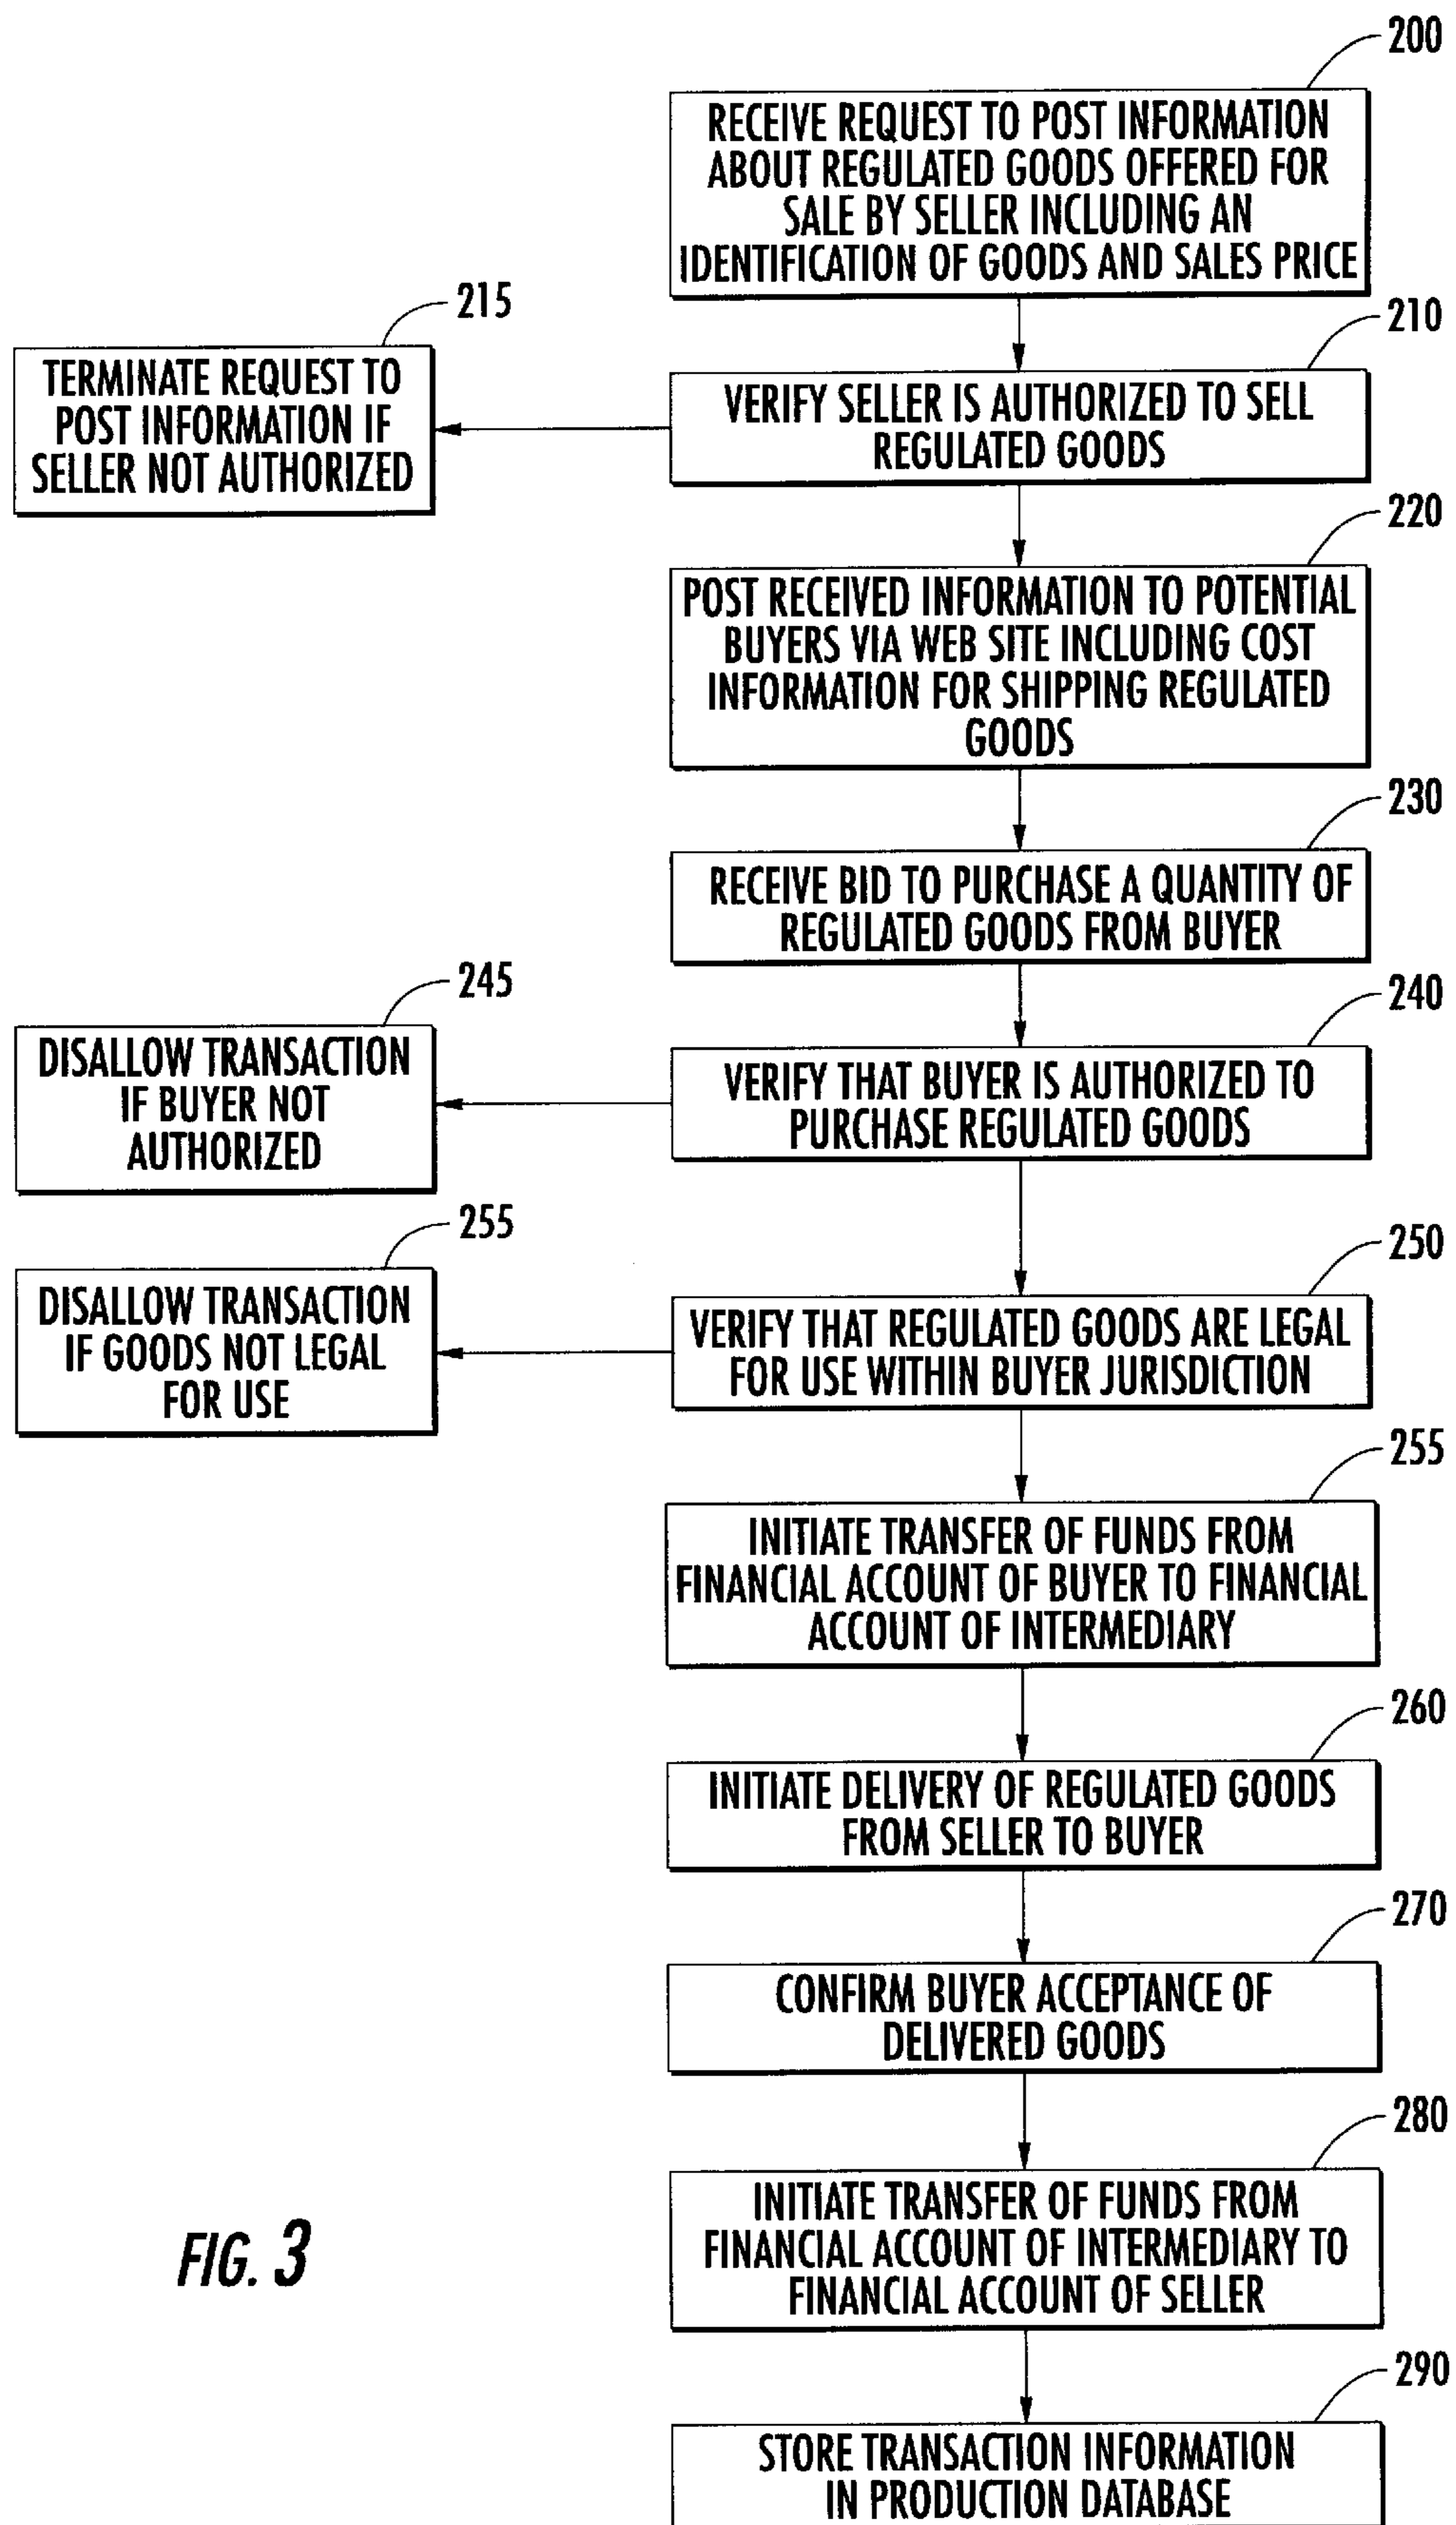 200
RECEIVE REQUEST TO POST INFORMATION
ABOUT REGULATED GOODS OFFERED FOR
SALE BY SELLER INCLUDING AN
IDENTIFICATION OF GOODS AND SALES PRICE
215
TERMINATE REQUEST TO
POST INFORMATION IF
SELLER NOT AUTHORIZED
210
VERIFY SELLER IS AUTHORIZED TO SELL
REGULATED GOODS
220
POST RECEIVED INFORMATION TO POTENTIAL
BUYERS VIA WEB SITE INCLUDING COST
INFORMATION FOR SHIPPING REGULATED
GOODS
230
RECEIVE BID TO PURCHASE A QUANTITY OF
REGULATED GOODS FROM BUYER
245
DISALLOW TRANSACTION
IF BUYER NOT
AUTHORIZED
240
VERIFY THAT BUYER IS AUTHORIZED TO
PURCHASE REGULATED GOODS
255
DISALLOW TRANSACTION
IF GOODS NOT LEGAL
FOR USE
250
VERIFY THAT REGULATED GOODS ARE LEGAL
FOR USE WITHIN BUYER JURISDICTION
255
INITIATE TRANSFER OF FUNDS FROM
FINANCIAL ACCOUNT OF BUYER TO FINANCIAL
ACCOUNT OF INTERMEDIARY
260
INITIATE DELIVERY OF REGULATED GOODS
FROM SELLER TO BUYER
270
CONFIRM BUYER ACCEPTANCE OF
DELIVERED GOODS
280
INITIATE TRANSFER OF FUNDS FROM
FINANCIAL ACCOUNT OF INTERMEDIARY TO
FINANCIAL ACCOUNT OF SELLER
FIG. 3
290
STORE TRANSACTION INFORMATION
IN PRODUCTION DATABASE